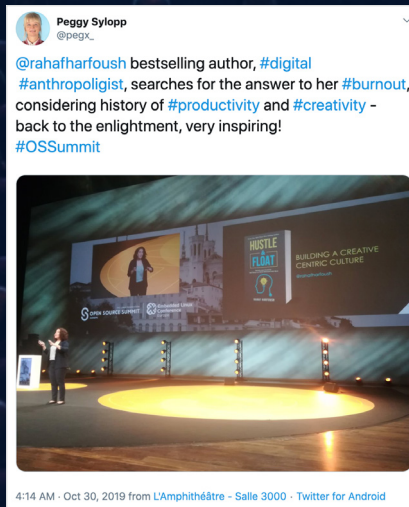 Peggy Sylopp
@pegx_
@rahafharfoush bestselling author, #digital
#anthropoligist, searches for the answer to her #burnout,
considering history of #productivity and #creativity -
back to the enlightment, very inspiring!
#OSSummit
HUSTLE
&
FLOAT
BUILDING A CREATIVE
CENTRIC CULTURE
OPEN SOURCE SUMMIT
4:14 AM · Oct 30, 2019 from L'Amphithéâtre - Salle 3000 · Twitter for Android